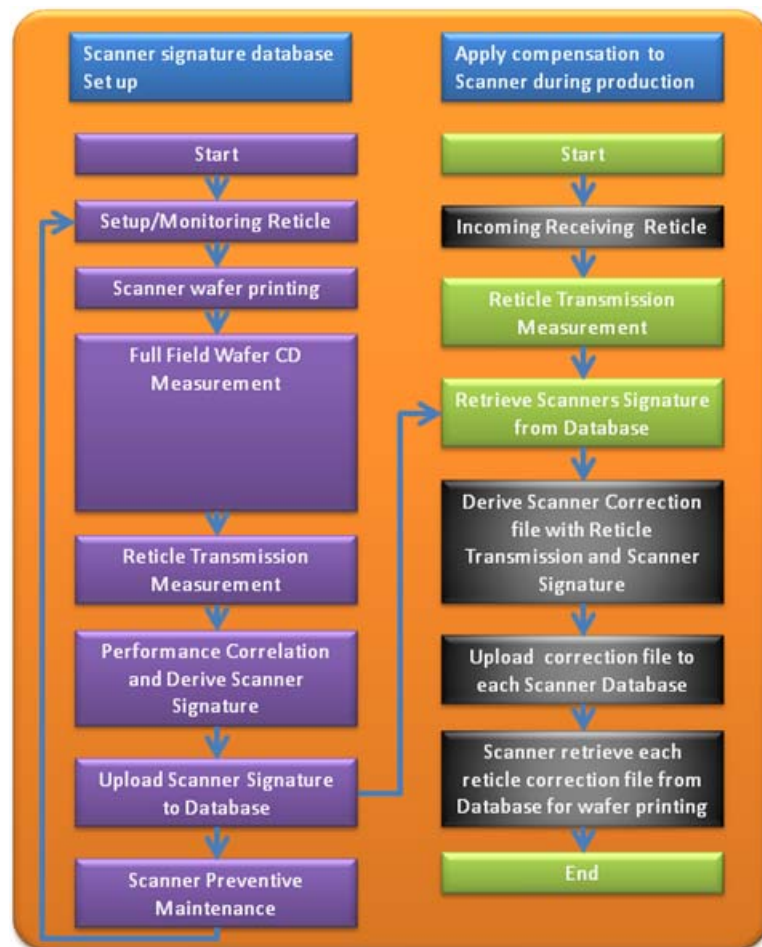 Scanner signature database
Set up
Start
Setup/Monitoring Reticle
Scanner wafer printing
Full Field Wafer CD
Measurement
Reticle Transmission
Measurement
Performance Correlation
and Derive Scanner
Signature
Upload Scanner Signature
to Database
Scanner Preventive
Maintenance
Apply compensation to
Scanner during production
Start
Incoming Receiving Reticle
Reticle Transmission
Measurement
Retrieve Scanners Signature
from Database
Derive Scanner Correction
file with Reticle
Transmission and Scanner
Signature
Upload correction file to
each Scanner Database
Scanner retrieve each
reticle correction file from
Database for wafer printing
End